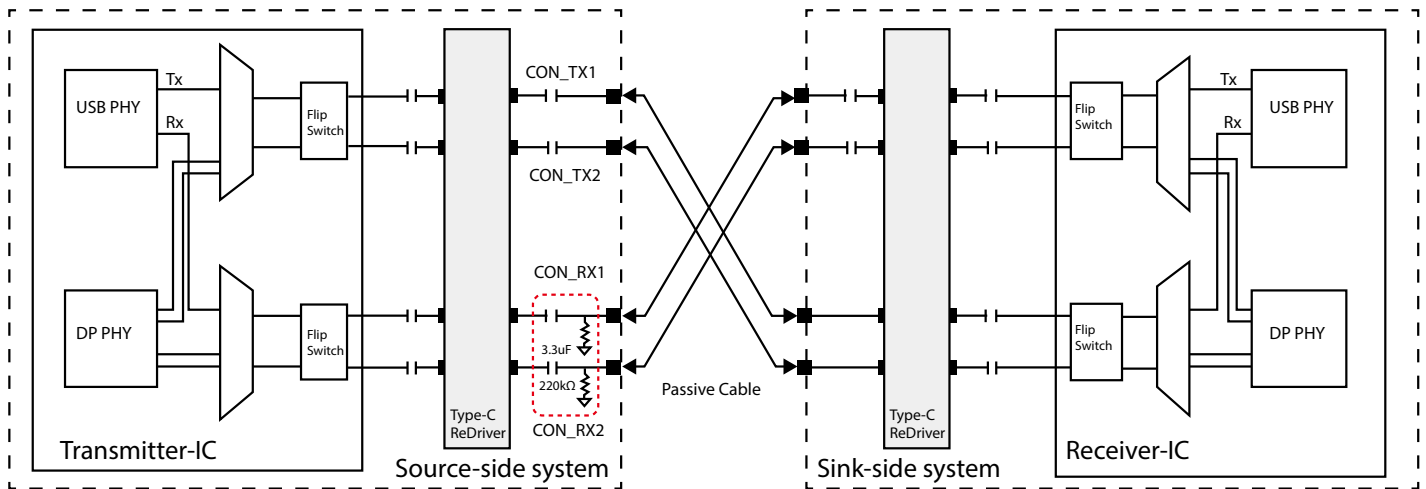 USB PHY
Tx
Rx
Flip
Switch
DP PHY
Flip
Switch
Transmitter-IC
Type-C
ReDriver
Source-side system
CON_TX1
CON_TX2
CON_RX1
3.3uF
220kΩ
CON_RX2
Passive Cable
Type-C
ReDriver
Sink-side system
Flip
Switch
Tx
Rx
USB PHY
Flip
Switch
DP PHY
Receiver-IC